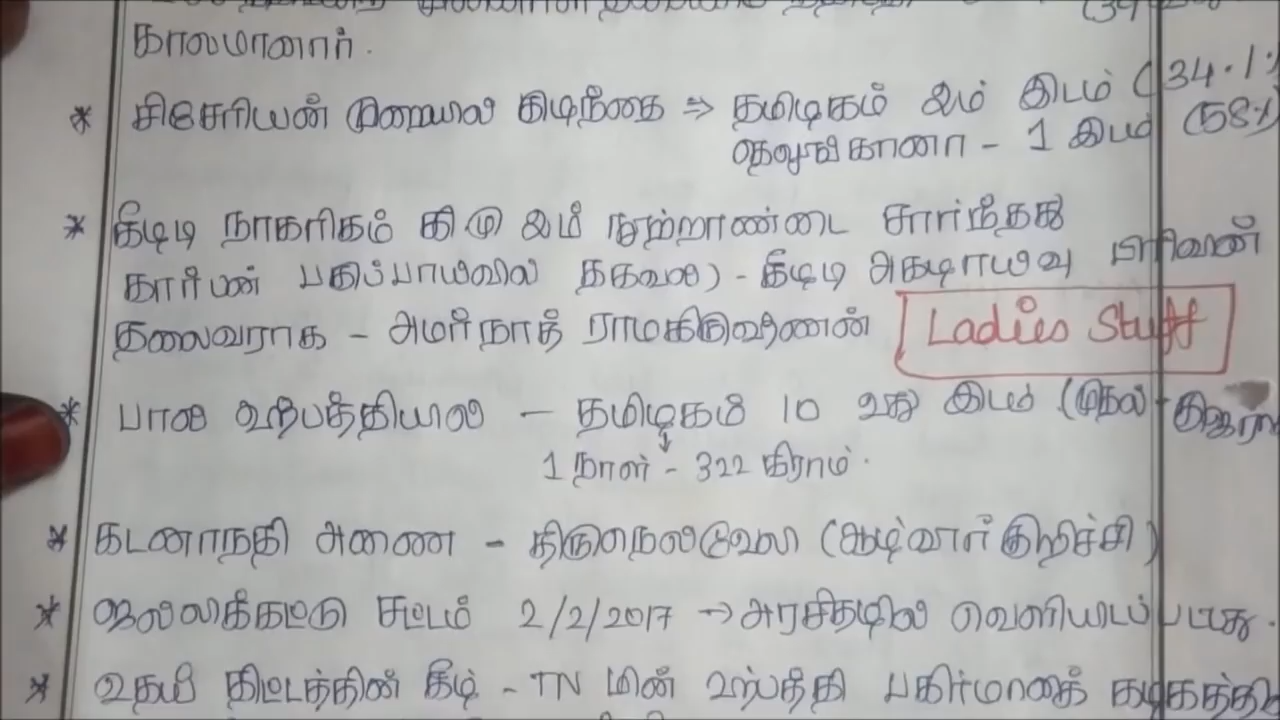 காலமானார்.
* சிசேரியன் முறையில் குழந்தை ⇒ தமிழகம் 2ம் இடம் (34.1%
தெலுங்கானா - 1 இடம் (58%)
* கீழடி நாகரிகம் கிமு 2ம் நூற்றாண்டை சார்ந்தது
கார்பன் பகுப்பாய்வில் தகவல்) - கீழடி அகழாய்வு பிரிவின்
தலைவராக - அமர்நாத் ராமகிருஷ்ணன்
Ladies Stuff
* பால் உற்பத்தியில் - தமிழகம் 10 வது இடம் (முதல் - குஜரா
1 நாள் - 322 கிராம்.
* கடனாநதி அணை - திருநெல்வேலி (ஆழ்வார் குறிச்சி)
* ஜல்லிக்கட்டு சட்டம் 2/2/2017 → அரசிதழில் வெளியிடப்பட்டது.
* உதய் திட்டத்தின் கீழ் - TN மின் உற்பத்தி பகிர்மானக் கழகத்தி